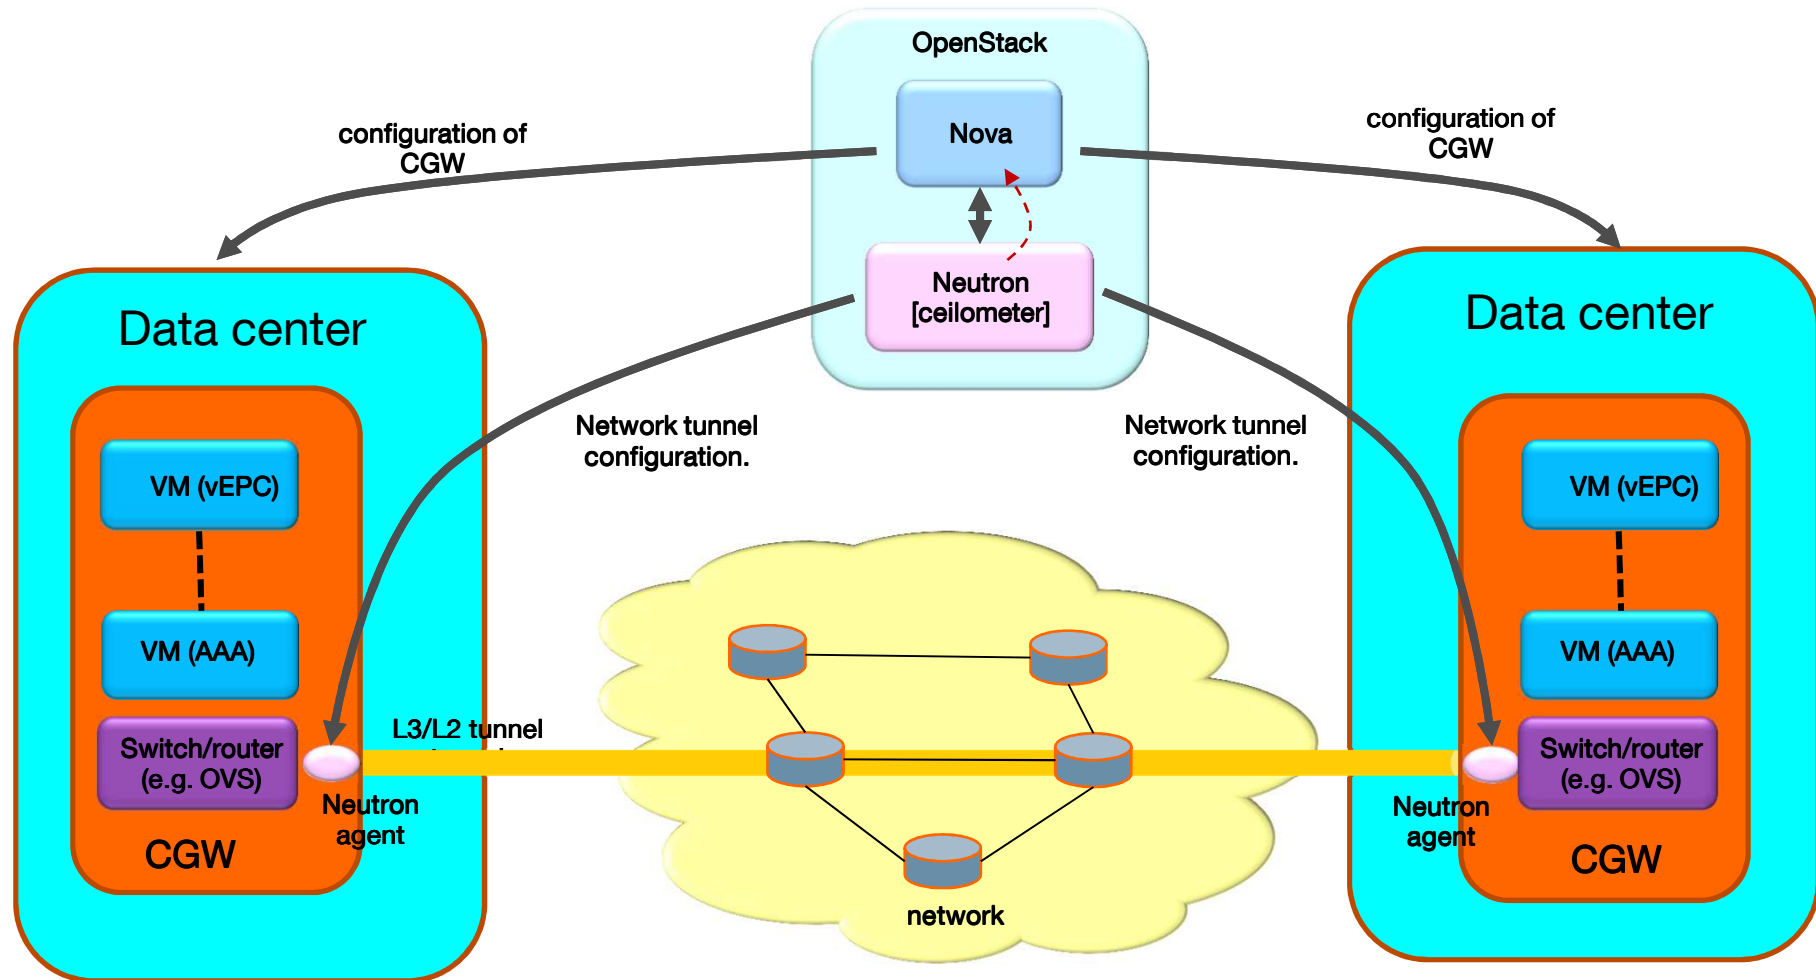 OpenStack
Nova
Neutron
[ceilometer]
configuration of
CGW
configuration of
CGW
Data center
VM (vEPC)
VM (AAA)
Switch/router
(e.g. OVS)
CGW
Neutron
agent
Network tunnel
configuration.
L3/L2 tunnel
network
Network tunnel
configuration.
Data center
VM (vEPC)
VM (AAA)
Switch/router
(e.g. OVS)
Neutron
agent
CGW